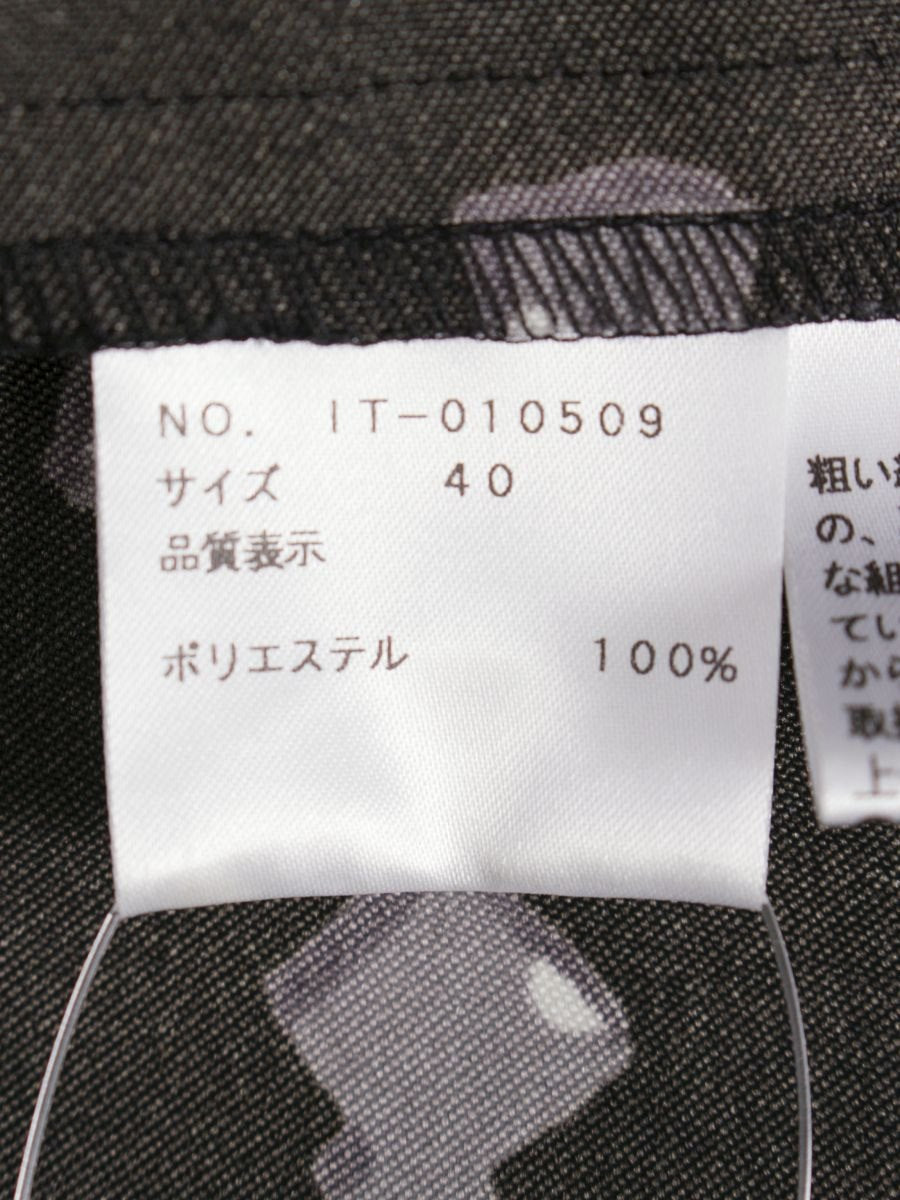 NO. IT-010509
サイズ 40
品質表示
ポリエステル 100%
粗い
の、
な組
てい
から
取扱
上